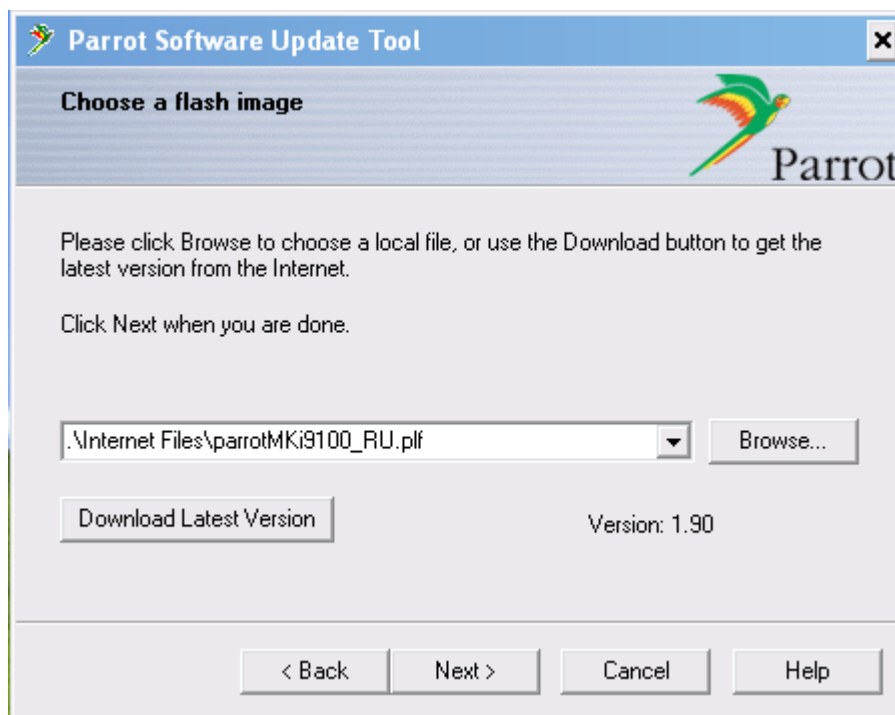 Parrot Software Update Tool
Choose a flash image
Parrot
Please click Browse to choose a local file, or use the Download button to get the
latest version from the Internet.
Click Next when you are done.
.\Internet Files\parrotMKi9100_RU.plf
Browse...
Download Latest Version
Version: 1.90
< Back
Next >
Cancel
Help